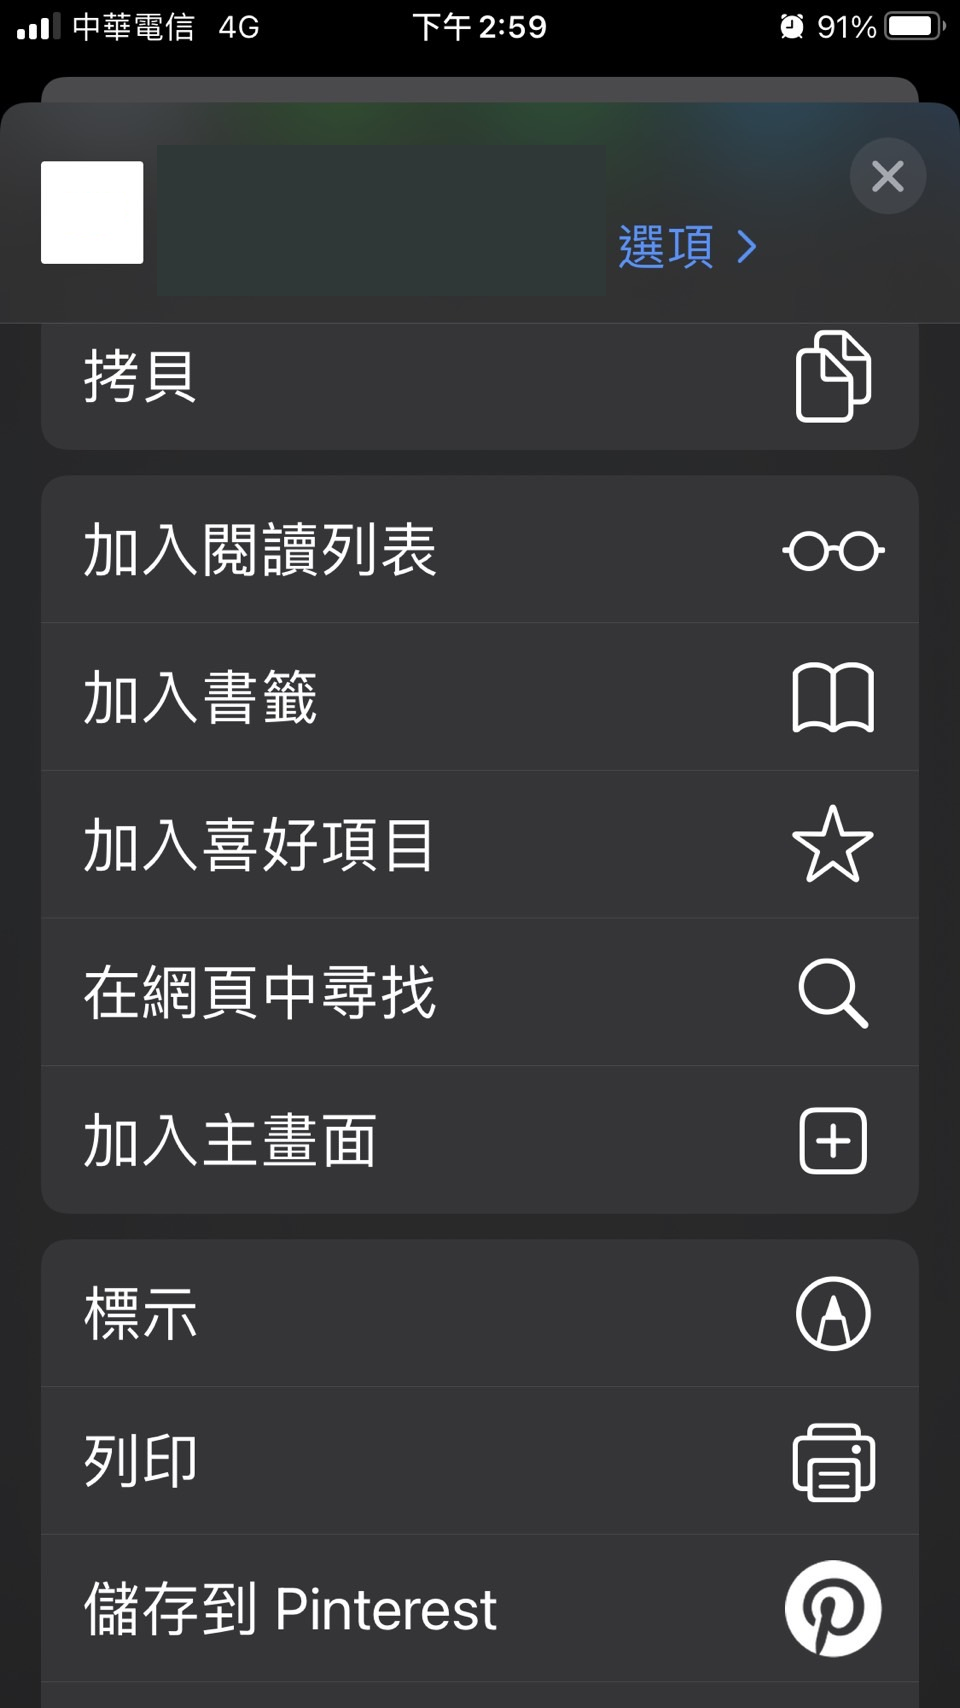 中華電信 4G 下午 2:59 91%
選項
拷貝
加入閱讀列表
加入書籤
加入喜好項目
在網頁中尋找
加入主畫面
標示
列印
儲存到 Pinterest